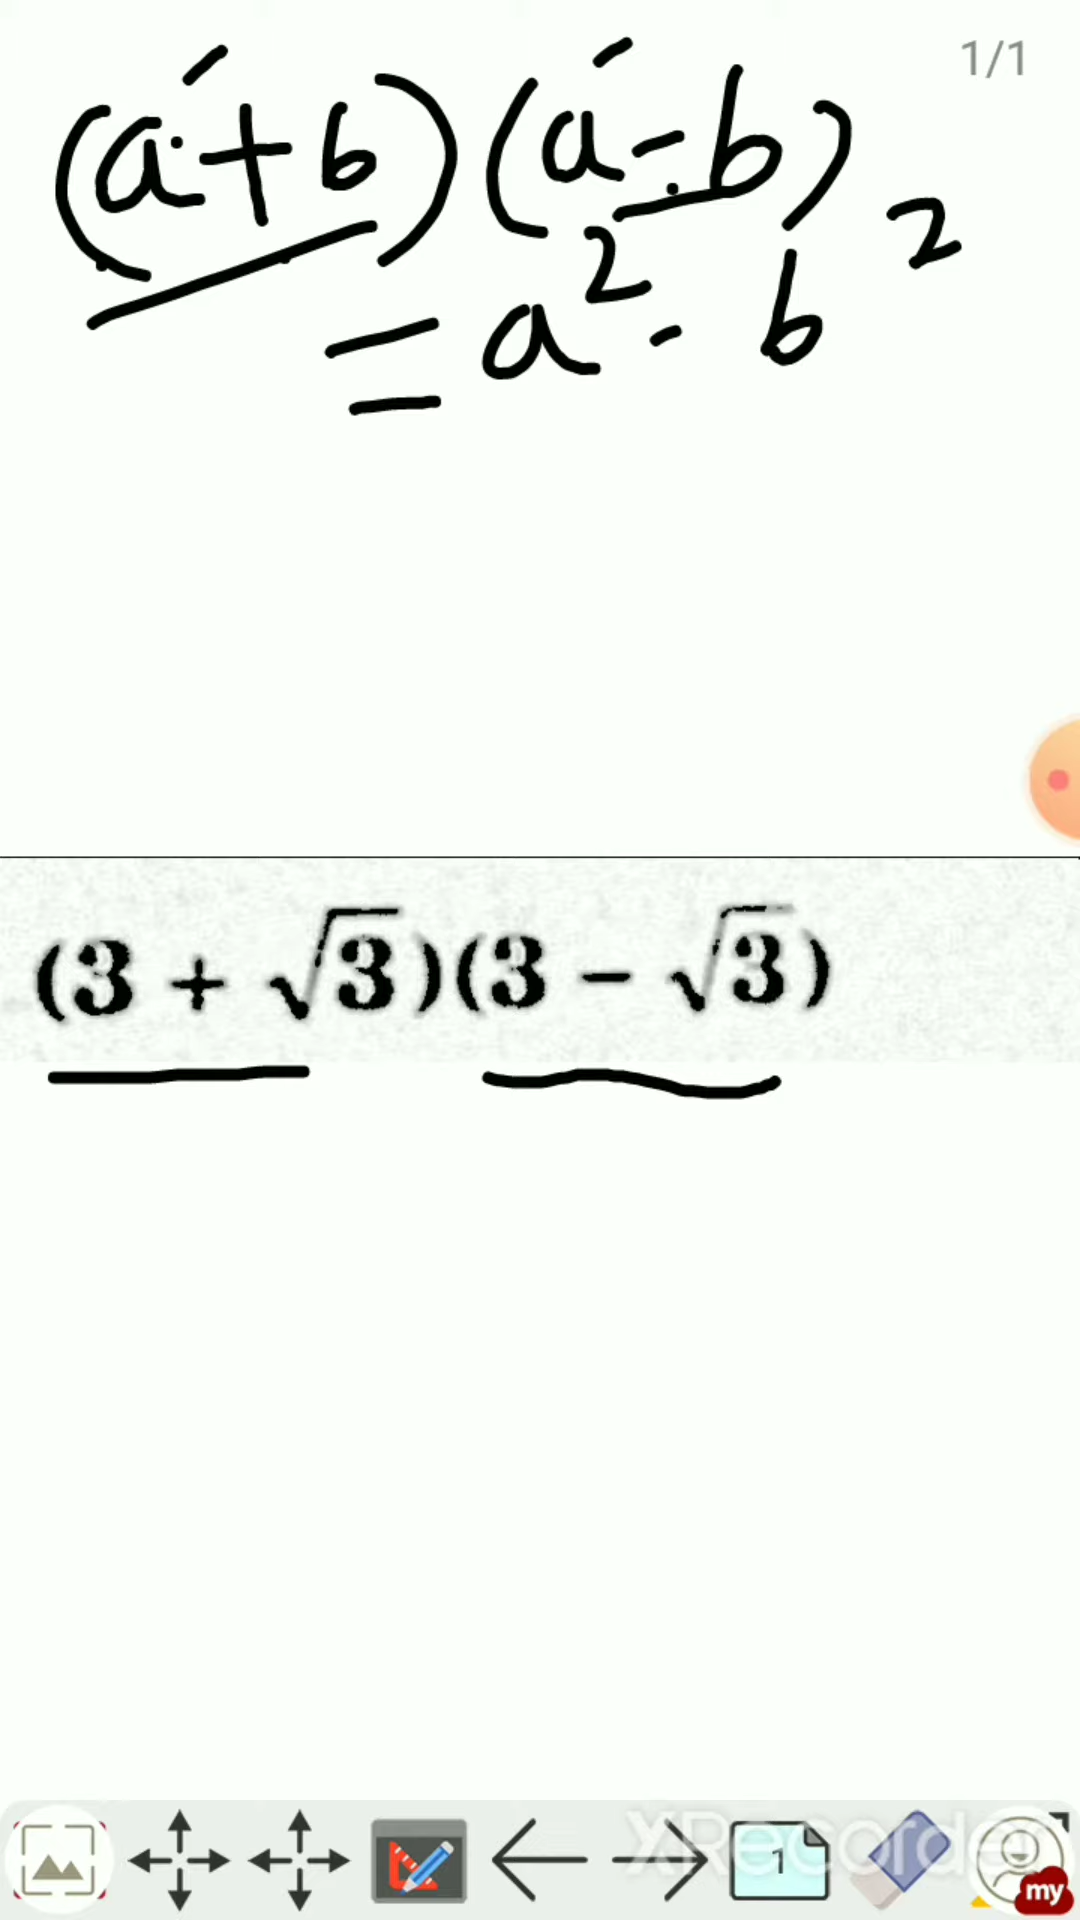 1/1
(a+b)(a-b)
= a² - b²
(3 + √3)(3 − √3)
XRecorder
1
my